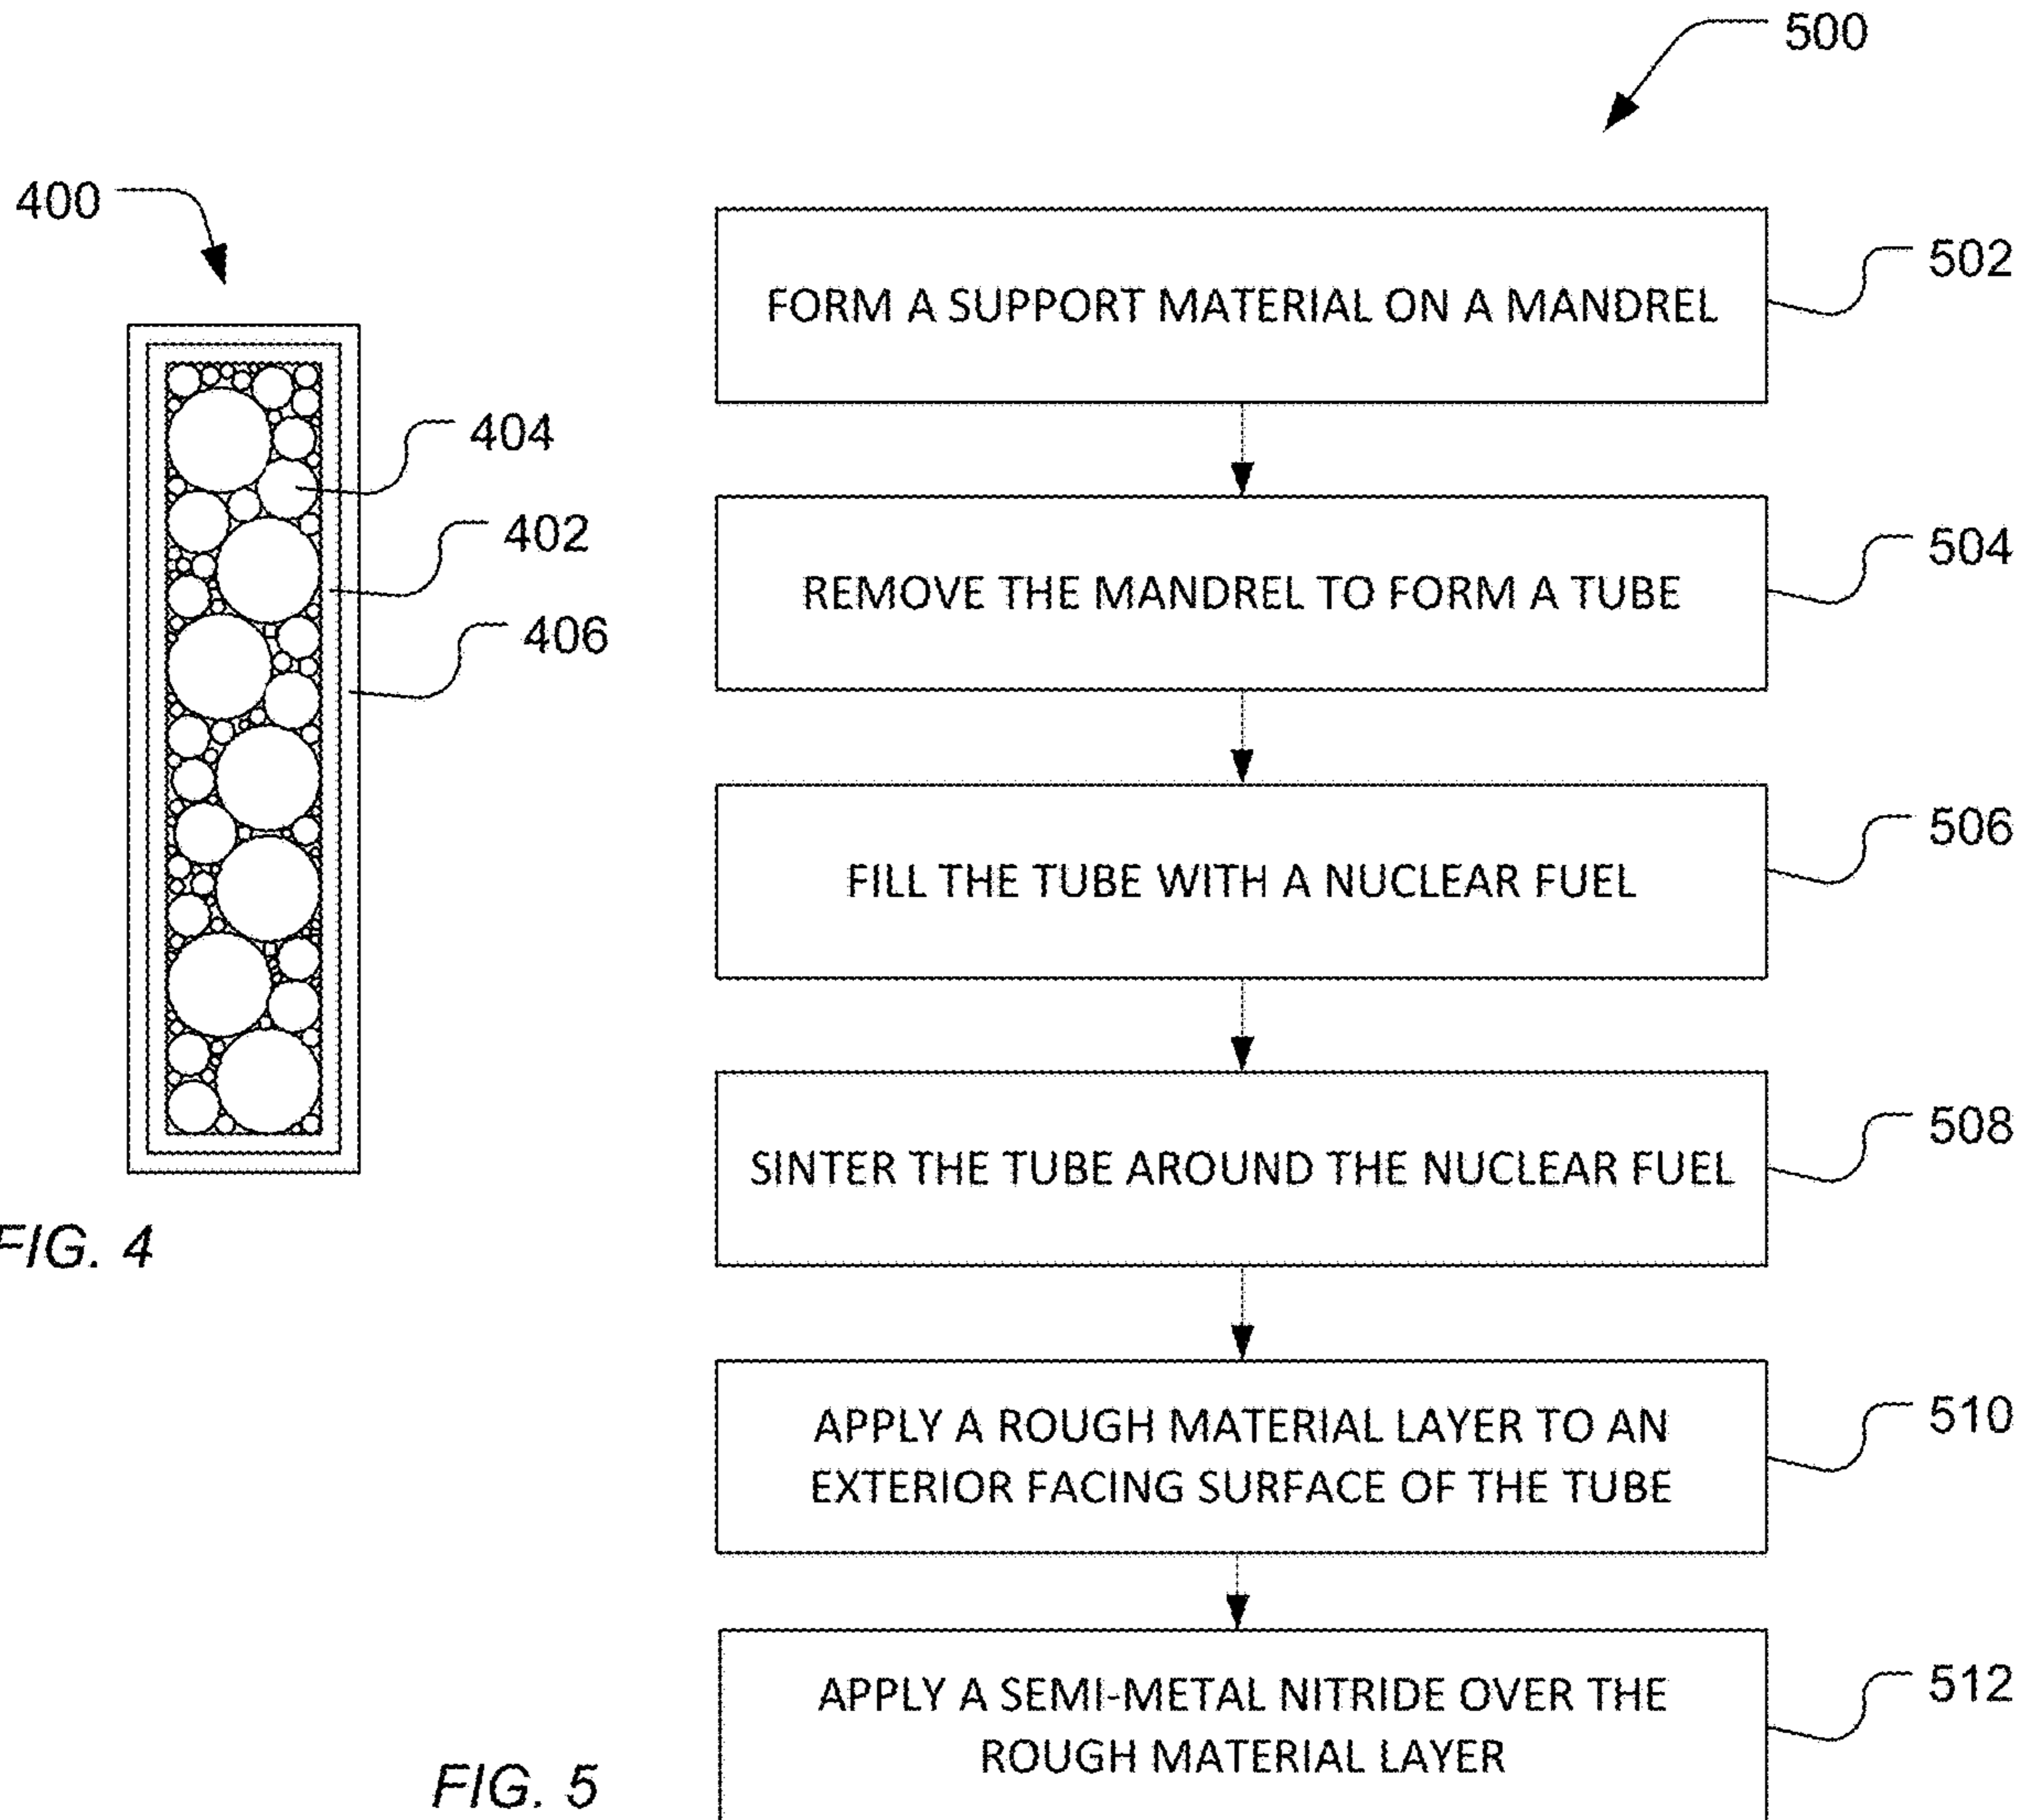 400
404
402
406
FIG. 4
500
FORM A SUPPORT MATERIAL ON A MANDREL
502
REMOVE THE MANDREL TO FORM A TUBE
504
FILL THE TUBE WITH A NUCLEAR FUEL
506
SINTER THE TUBE AROUND THE NUCLEAR FUEL
508
APPLY A ROUGH MATERIAL LAYER TO AN
EXTERIOR FACING SURFACE OF THE TUBE
510
APPLY A SEMI-METAL NITRIDE OVER THE
ROUGH MATERIAL LAYER
512
FIG. 5